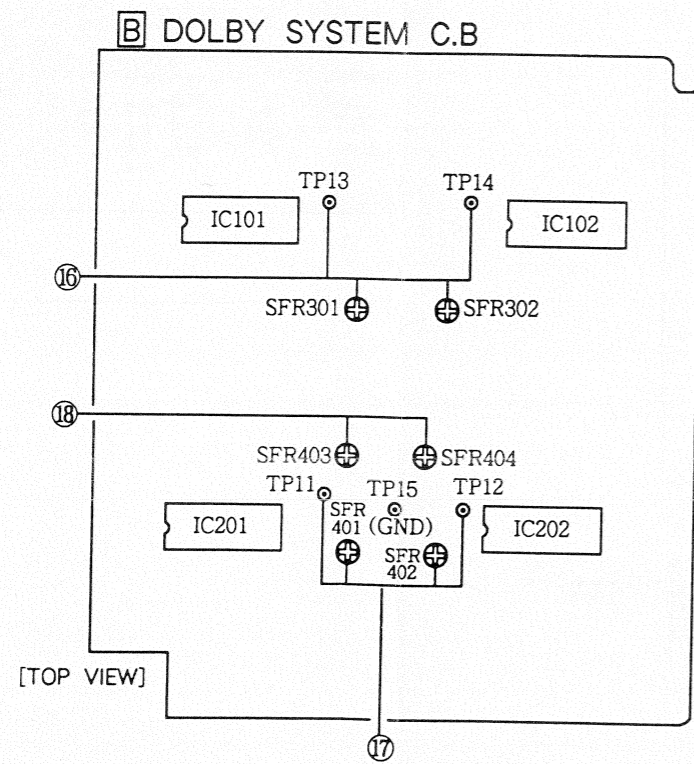 B DOLBY SYSTEM C.B
TP13
TP14
IC101
IC102
⑯
SFR301
SFR302
⑱
SFR403
SFR404
TP11
TP15
TP12
SFR
401
(GND)
IC201
IC202
SFR
402
[TOP VIEW]
⑰